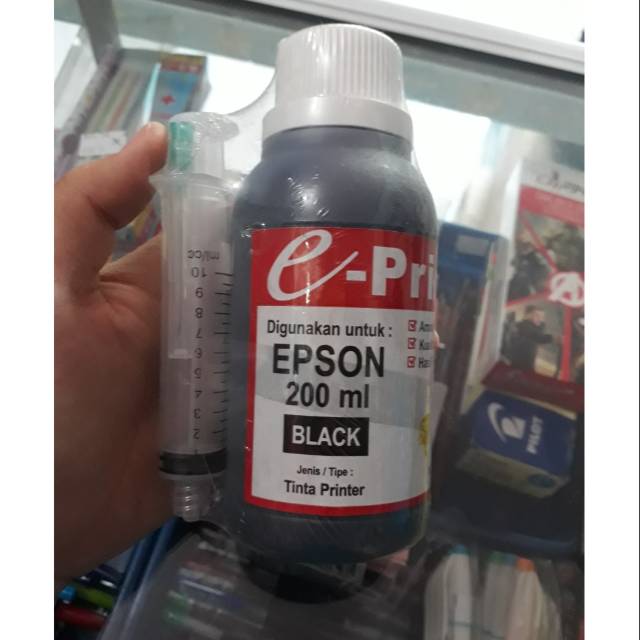 e-Pri
Digunakan untuk :
EPSON
200 ml
BLACK
Jenis / Tipe :
Tinta Printer
ml/cc
10
9
8
7
6
5
4
3
2
PILOT